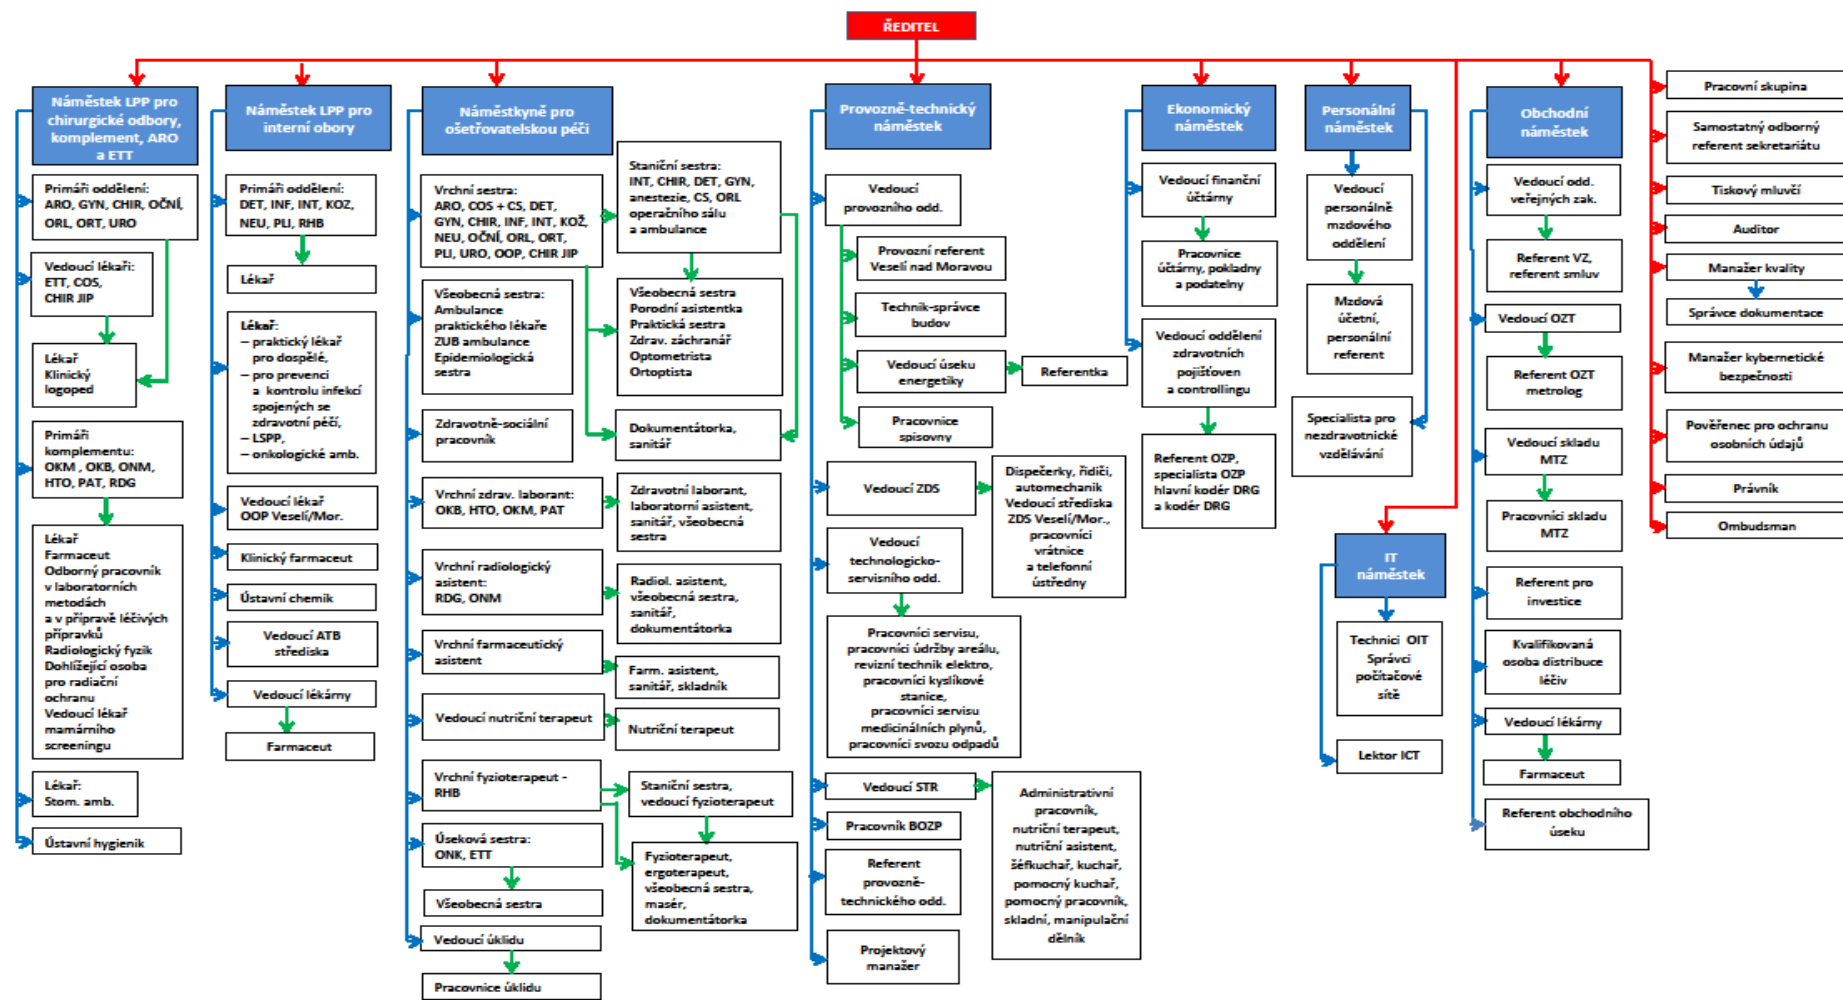 ŘEDITEL
Náměstek LPP pro
chirurgické odbory,
komplement, ARO
a ETT
Primáři oddělení:
ARO, GYN, CHIR, OČNÍ,
ORL, ORT, URO
Vedoucí lékaři:
ETT, COS,
CHIR JIP
Lékař
Klinický
logoped
Primáři
komplementu:
OKM , OKB, ONM,
HTO, PAT, RDG
Lékař
Farmaceut
Odborný pracovník
v laboratorních
metodách
a v přípravě léčivých
přípravků
Radiologický fyzik
Dohlížející osoba
pro radiační
ochranu
Vedoucí lékař
mamárního
screeningu
Lékař:
Stom. amb.
Ústavní hygienik
Náměstek LPP pro
interní obory
Primáři oddělení:
DET, INF, INT, KOZ,
NEU, PLI, RHB
Lékař
Lékař:
– praktický lékař
pro dospělé,
– pro prevenci
a kontrolu infekcí
spojených se
zdravotní péčí,
– LSPP,
– onkologické amb.
Vedoucí lékař
OOP Veselí/Mor.
Klinický farmaceut
Ústavní chemik
Vedoucí ATB
střediska
Vedoucí lékárny
Farmaceut
Náměstkyně pro
ošetřovatelskou péči
Vrchní sestra:
ARO, COS + CS, DET,
GYN, CHIR, INF, INT, KOŽ,
NEU, OČNÍ, ORL, ORT,
PLI, URO, OOP, CHIR JIP
Všeobecná sestra:
Ambulance
praktického lékaře
ZUB ambulance
Epidemiologická
sestra
Zdravotně-sociální
pracovník
Vrchní zdrav. laborant:
OKB, HTO, OKM, PAT
Vrchní radiologický
asistent:
RDG, ONM
Vrchní farmaceutický
asistent
Vedoucí nutriční terapeut
Vrchní fyzioterapeut -
RHB
Úseková sestra:
ONK, ETT
Všeobecná sestra
Vedoucí úklidu
Pracovnice úklidu
Staniční sestra:
INT, CHIR, DET, GYN,
anestezie, CS, ORL
operačního sálu
a ambulance
Všeobecná sestra
Porodní asistentka
Praktická sestra
Zdrav. záchranář
Optometrista
Ortoptista
Dokumentátorka,
sanitář
Zdravotní laborant,
laboratorní asistent,
sanitář, všeobecná
sestra
Radiol. asistent,
všeobecná sestra,
sanitář,
dokumentátorka
Farm. asistent,
sanitář, skladník
Nutriční terapeut
Staniční sestra,
vedoucí fyzioterapeut
Fyzioterapeut,
ergoterapeut,
všeobecná sestra,
masér,
dokumentátorka
Provozně-technický
náměstek
Vedoucí
provozního odd.
Provozní referent
Veselí nad Moravou
Technik-správce
budov
Vedoucí úseku
energetiky
Referentka
Pracovnice
spisovny
Vedoucí ZDS
Dispečerky, řidiči,
automechanik
Vedoucí střediska
ZDS Veselí/Mor.,
pracovníci
vrátnice
a telefonní
ústředny
Vedoucí
technologicko-
servisního odd.
Pracovníci servisu,
pracovníci údržby areálu,
revizní technik elektro,
pracovníci kyslíkové
stanice,
pracovníci servisu
medicinálních plynů,
pracovníci svozu odpadů
Vedoucí STR
Administrativní
pracovník,
nutriční terapeut,
nutriční asistent,
šéfkuchař, kuchař,
pomocný kuchař,
pomocný pracovník,
skladní, manipulační
dělník
Pracovník BOZP
Referent
provozně-
technického odd.
Projektový
manažer
Ekonomický
náměstek
Vedoucí finanční
účtárny
Pracovnice
účtárny, pokladny
a podatelny
Vedoucí oddělení
zdravotních
pojišťoven
a controllingu
Referent OZP,
specialista OZP
hlavní kodér DRG
a kodér DRG
Personální
náměstek
Vedoucí
personálně
mzdového
oddělení
Mzdová
účetní,
personální
referent
Specialista pro
nezdravotnické
vzdělávání
IT
náměstek
Technici OIT
Správci
počítačové
sítě
Lektor ICT
Obchodní
náměstek
Vedoucí odd.
veřejných zak.
Referent VZ,
referent smluv
Vedoucí OZT
Referent OZT
metrolog
Vedoucí skladu
MTZ
Pracovníci skladu
MTZ
Referent pro
investice
Kvalifikovaná
osoba distribuce
léčiv
Vedoucí lékárny
Farmaceut
Referent obchodního
úseku
Pracovní skupina
Samostatný odborný
referent sekretariátu
Tiskový mluvčí
Auditor
Manažer kvality
Správce dokumentace
Manažer kybernetické
bezpečnosti
Pověřenec pro ochranu
osobních údajů
Právník
Ombudsman